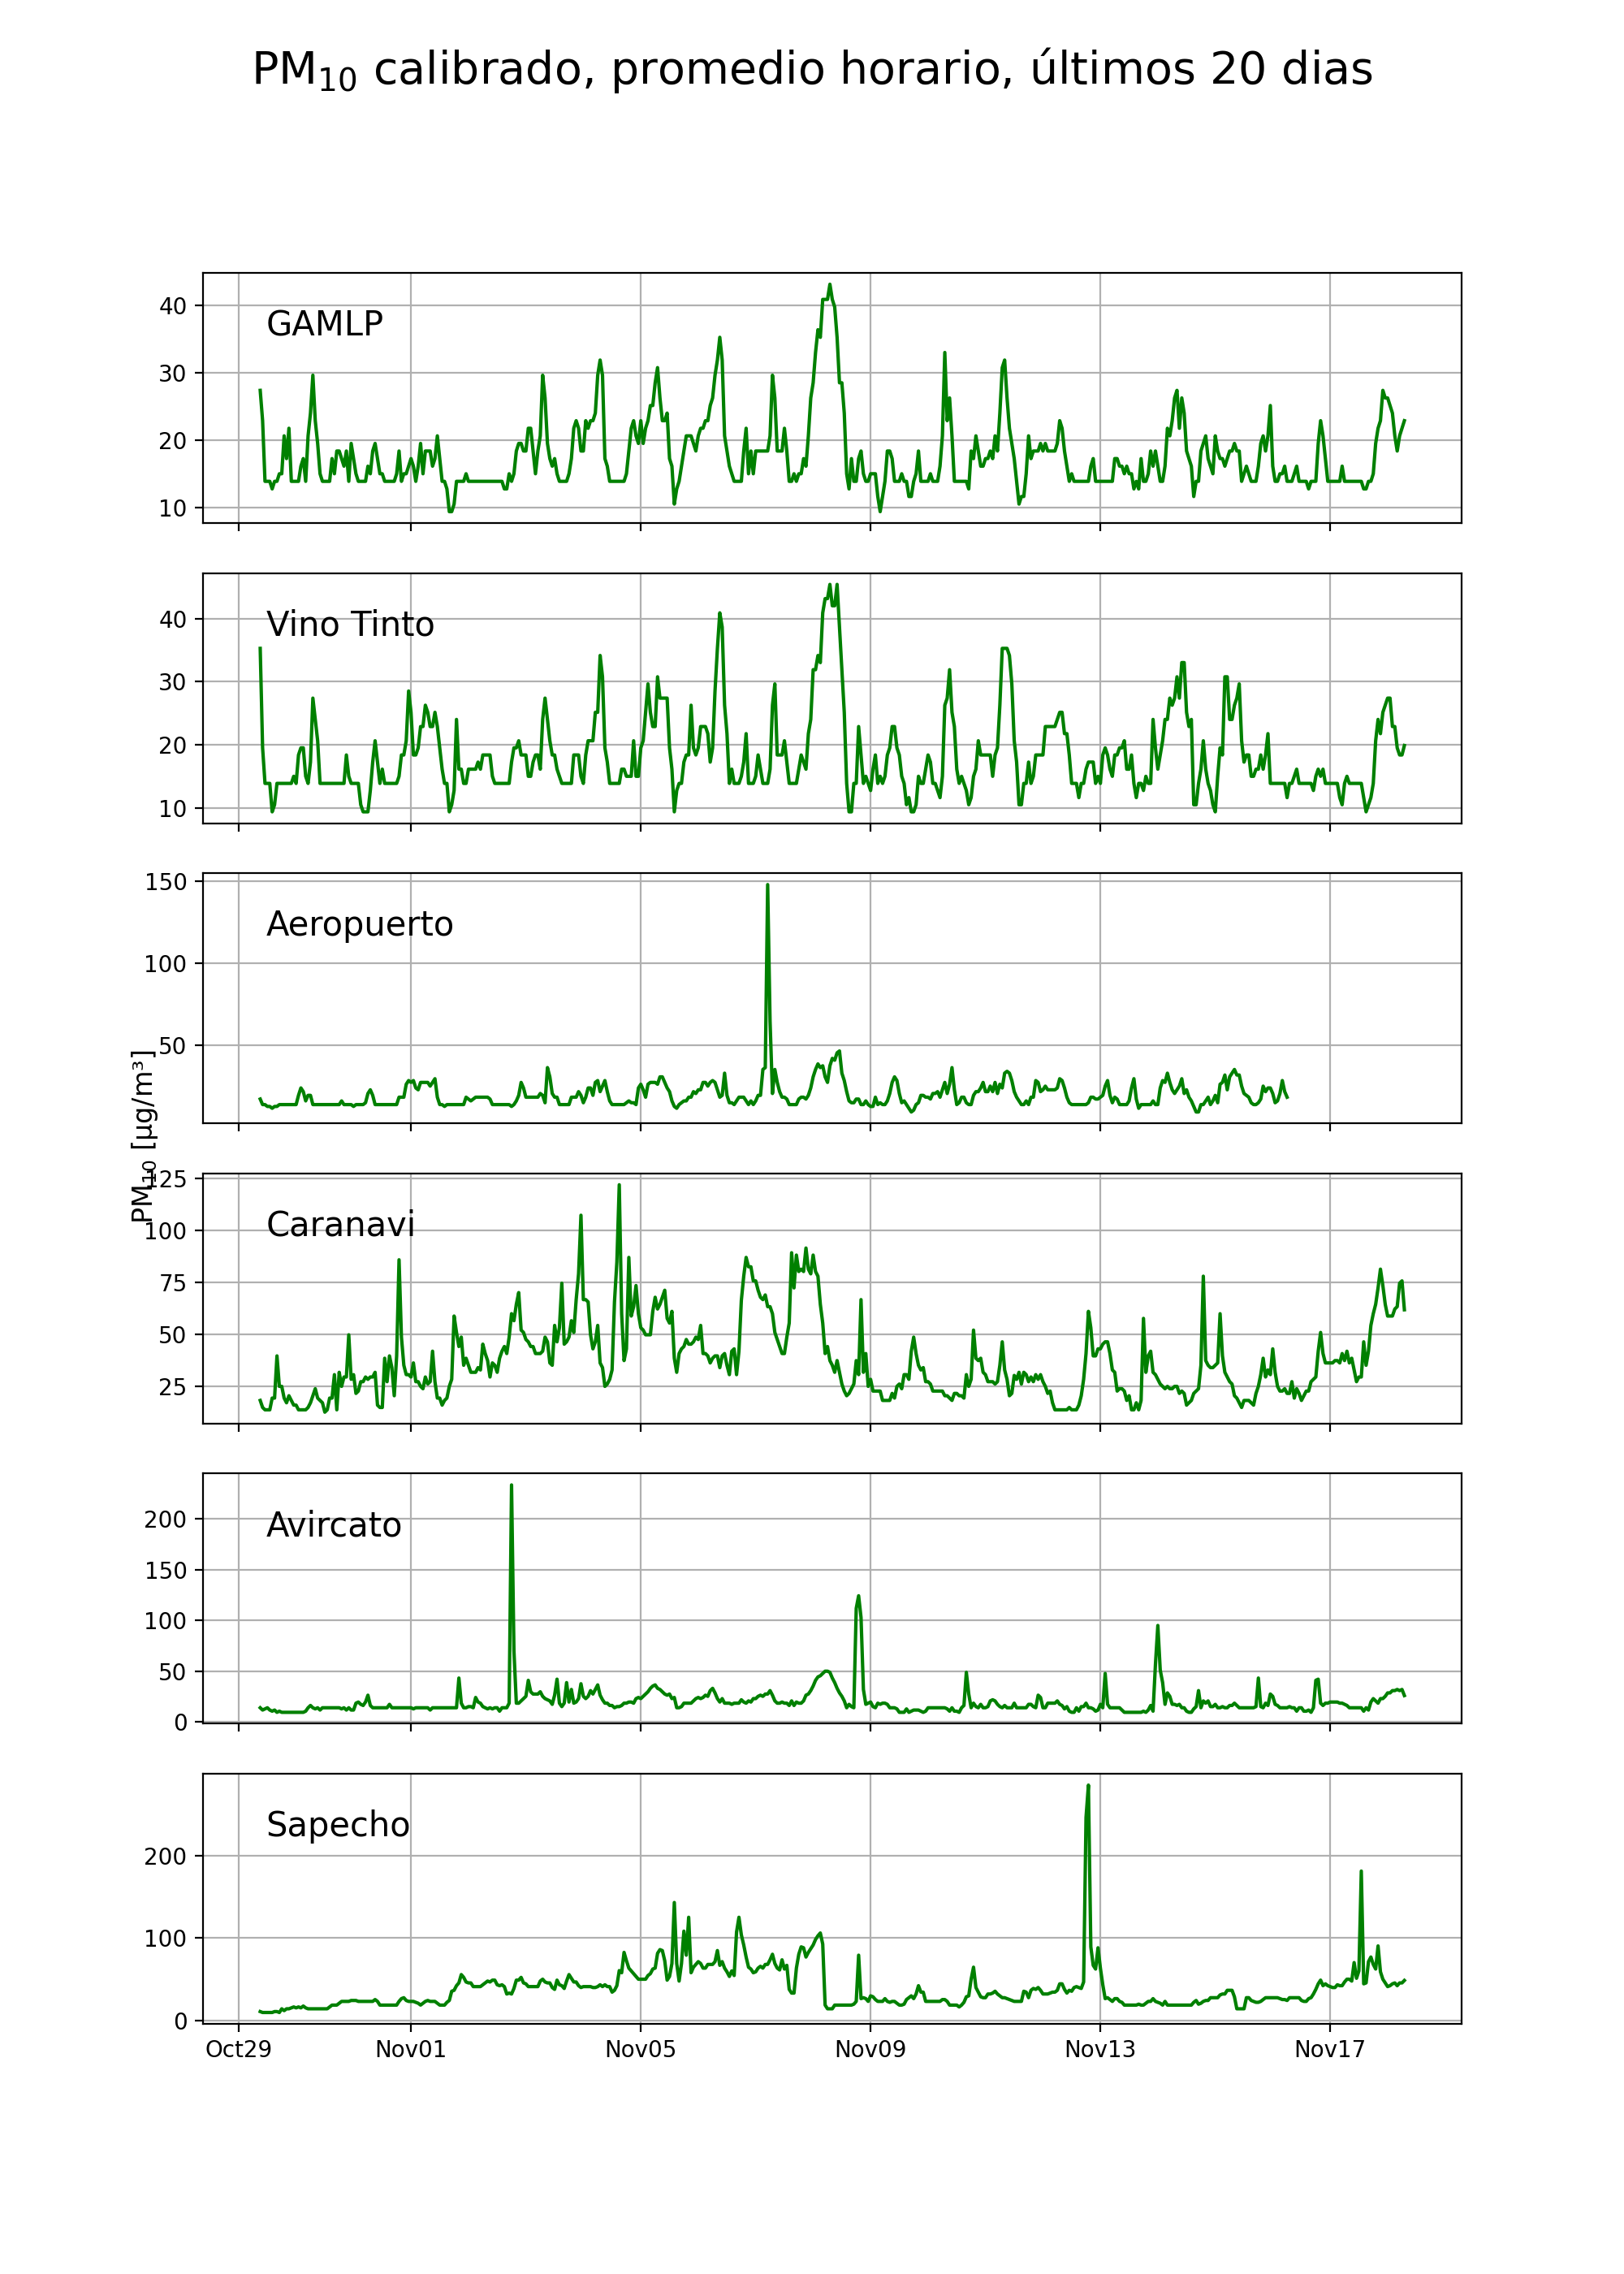 PM₁₀ calibrado, promedio horario, últimos 20 dias
PM₁₀ [µg/m³]
40
30
20
10
GAMLP
40
30
20
10
Vino Tinto
150
100
50
Aeropuerto
125
100
75
50
25
Caranavi
200
150
100
50
0
Avircato
200
100
0
Sapecho
Oct29 Nov01 Nov05 Nov09 Nov13 Nov17